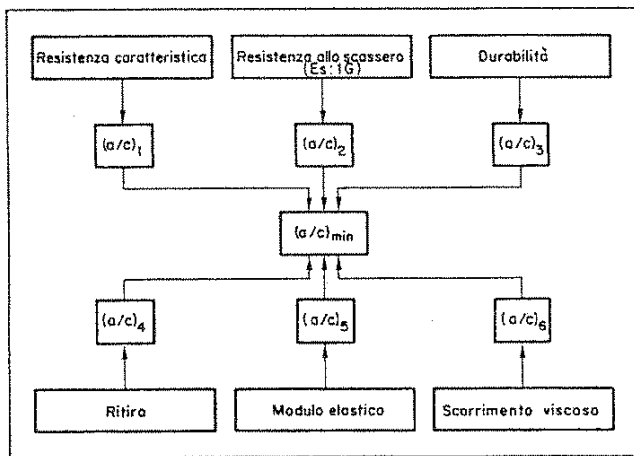 Resistenza caratteristica
Resistenza allo scassero
(Es: 1G)
Durabilità
(a/c)1
(a/c)2
(a/c)3
(a/c)min
(a/c)4
(a/c)5
(a/c)6
Ritiro
Modulo elastico
Scorrimento viscoso